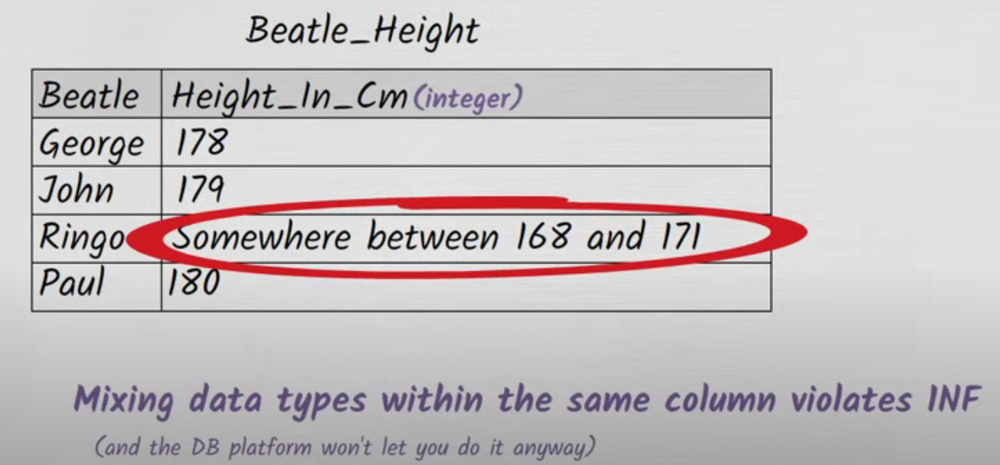 Beatle_Height
Beatle Height_In_Cm (integer)
George 178
John 179
Ringo Somewhere between 168 and 171
Paul 180
Mixing data types within the same column violates 1NF
(and the DB platform won't let you do it anyway)